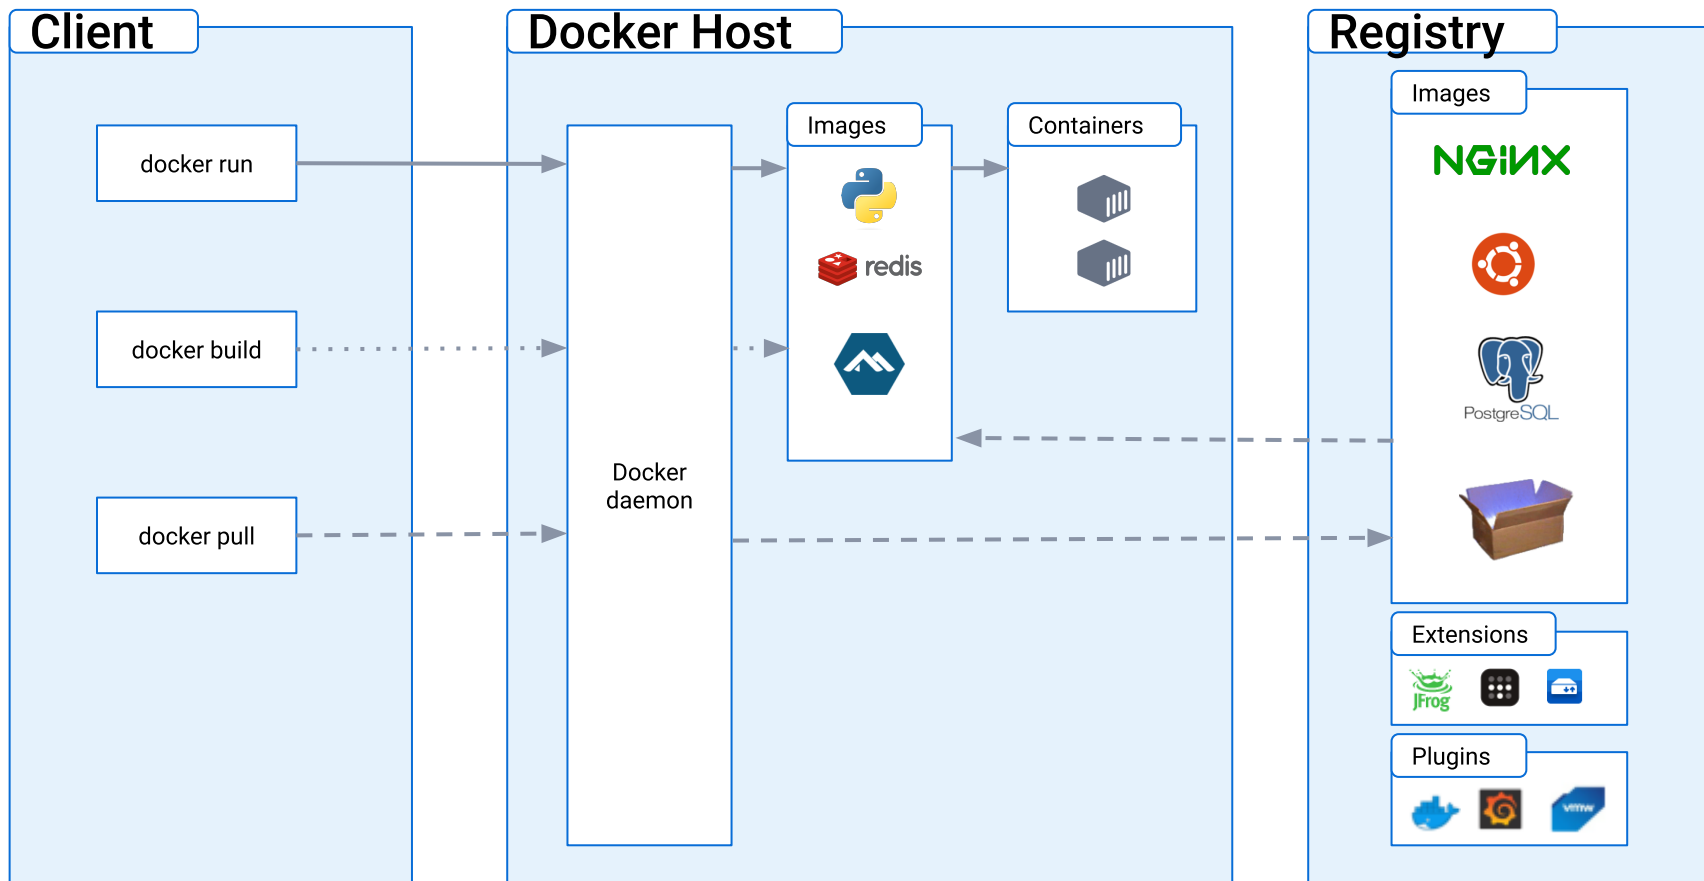 Client
docker run
docker build
docker pull
Docker Host
Docker
daemon
Images
redis
Containers
Registry
Images
NGiNX
PostgreSQL
Extensions
JFrog
Plugins
vmw